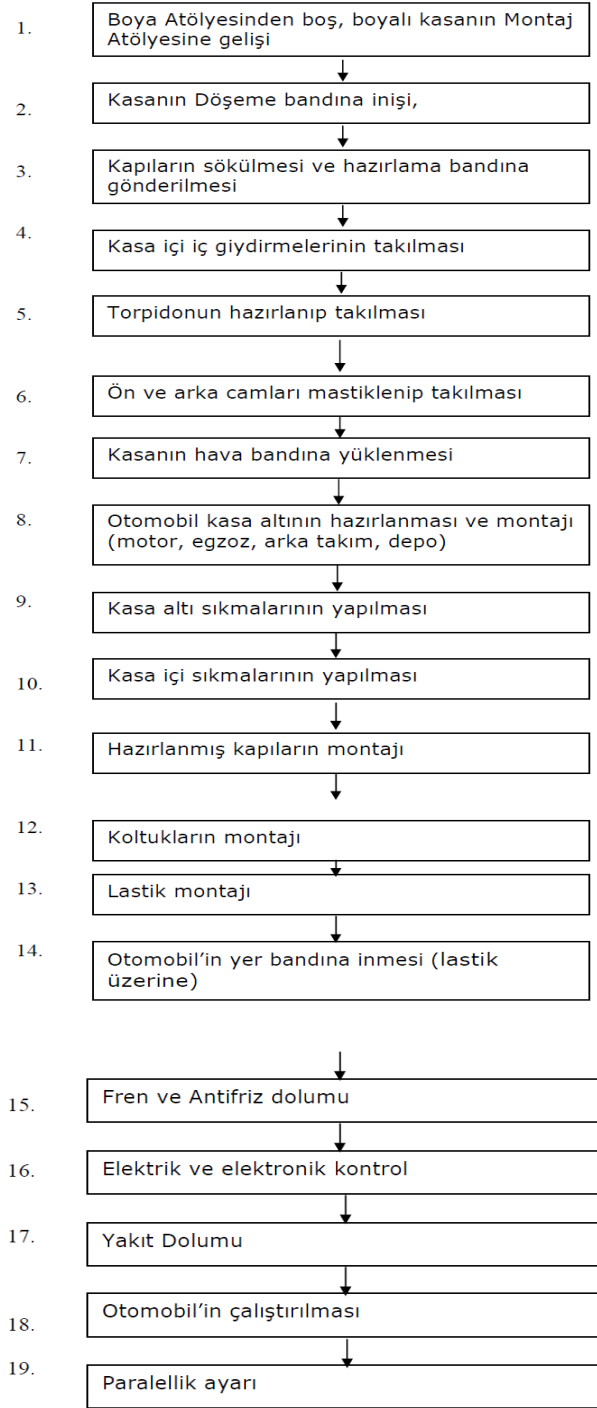 1.
Boya Atölyesinden boş, boyalı kasanın Montaj
Atölyesine gelişi
2.
Kasanın Döşeme bandına inişi,
3.
Kapıların sökülmesi ve hazırlama bandına
gönderilmesi
4.
Kasa içi iç giydirmelerinin takılması
5.
Torpidonun hazırlanıp takılması
6.
Ön ve arka camları mastiklenip takılması
7.
Kasanın hava bandına yüklenmesi
8.
Otomobil kasa altının hazırlanması ve montajı
(motor, egzoz, arka takım, depo)
9.
Kasa altı sıkmalarının yapılması
10.
Kasa içi sıkmalarının yapılması
11.
Hazırlanmış kapıların montajı
12.
Koltukların montajı
13.
Lastik montajı
14.
Otomobil’in yer bandına inmesi (lastik
üzerine)
15.
Fren ve Antifriz dolumu
16.
Elektrik ve elektronik kontrol
17.
Yakıt Dolumu
18.
Otomobil’in çalıştırılması
19.
Paralellik ayarı